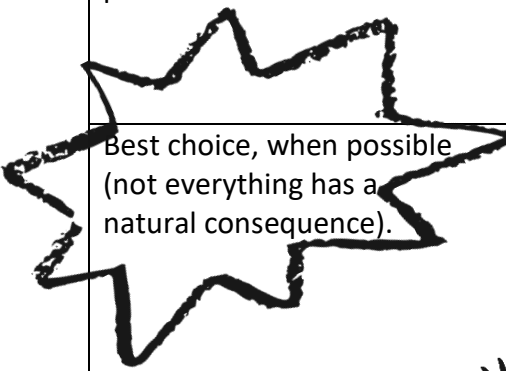 Best choice, when possible
(not everything has a
natural consequence).